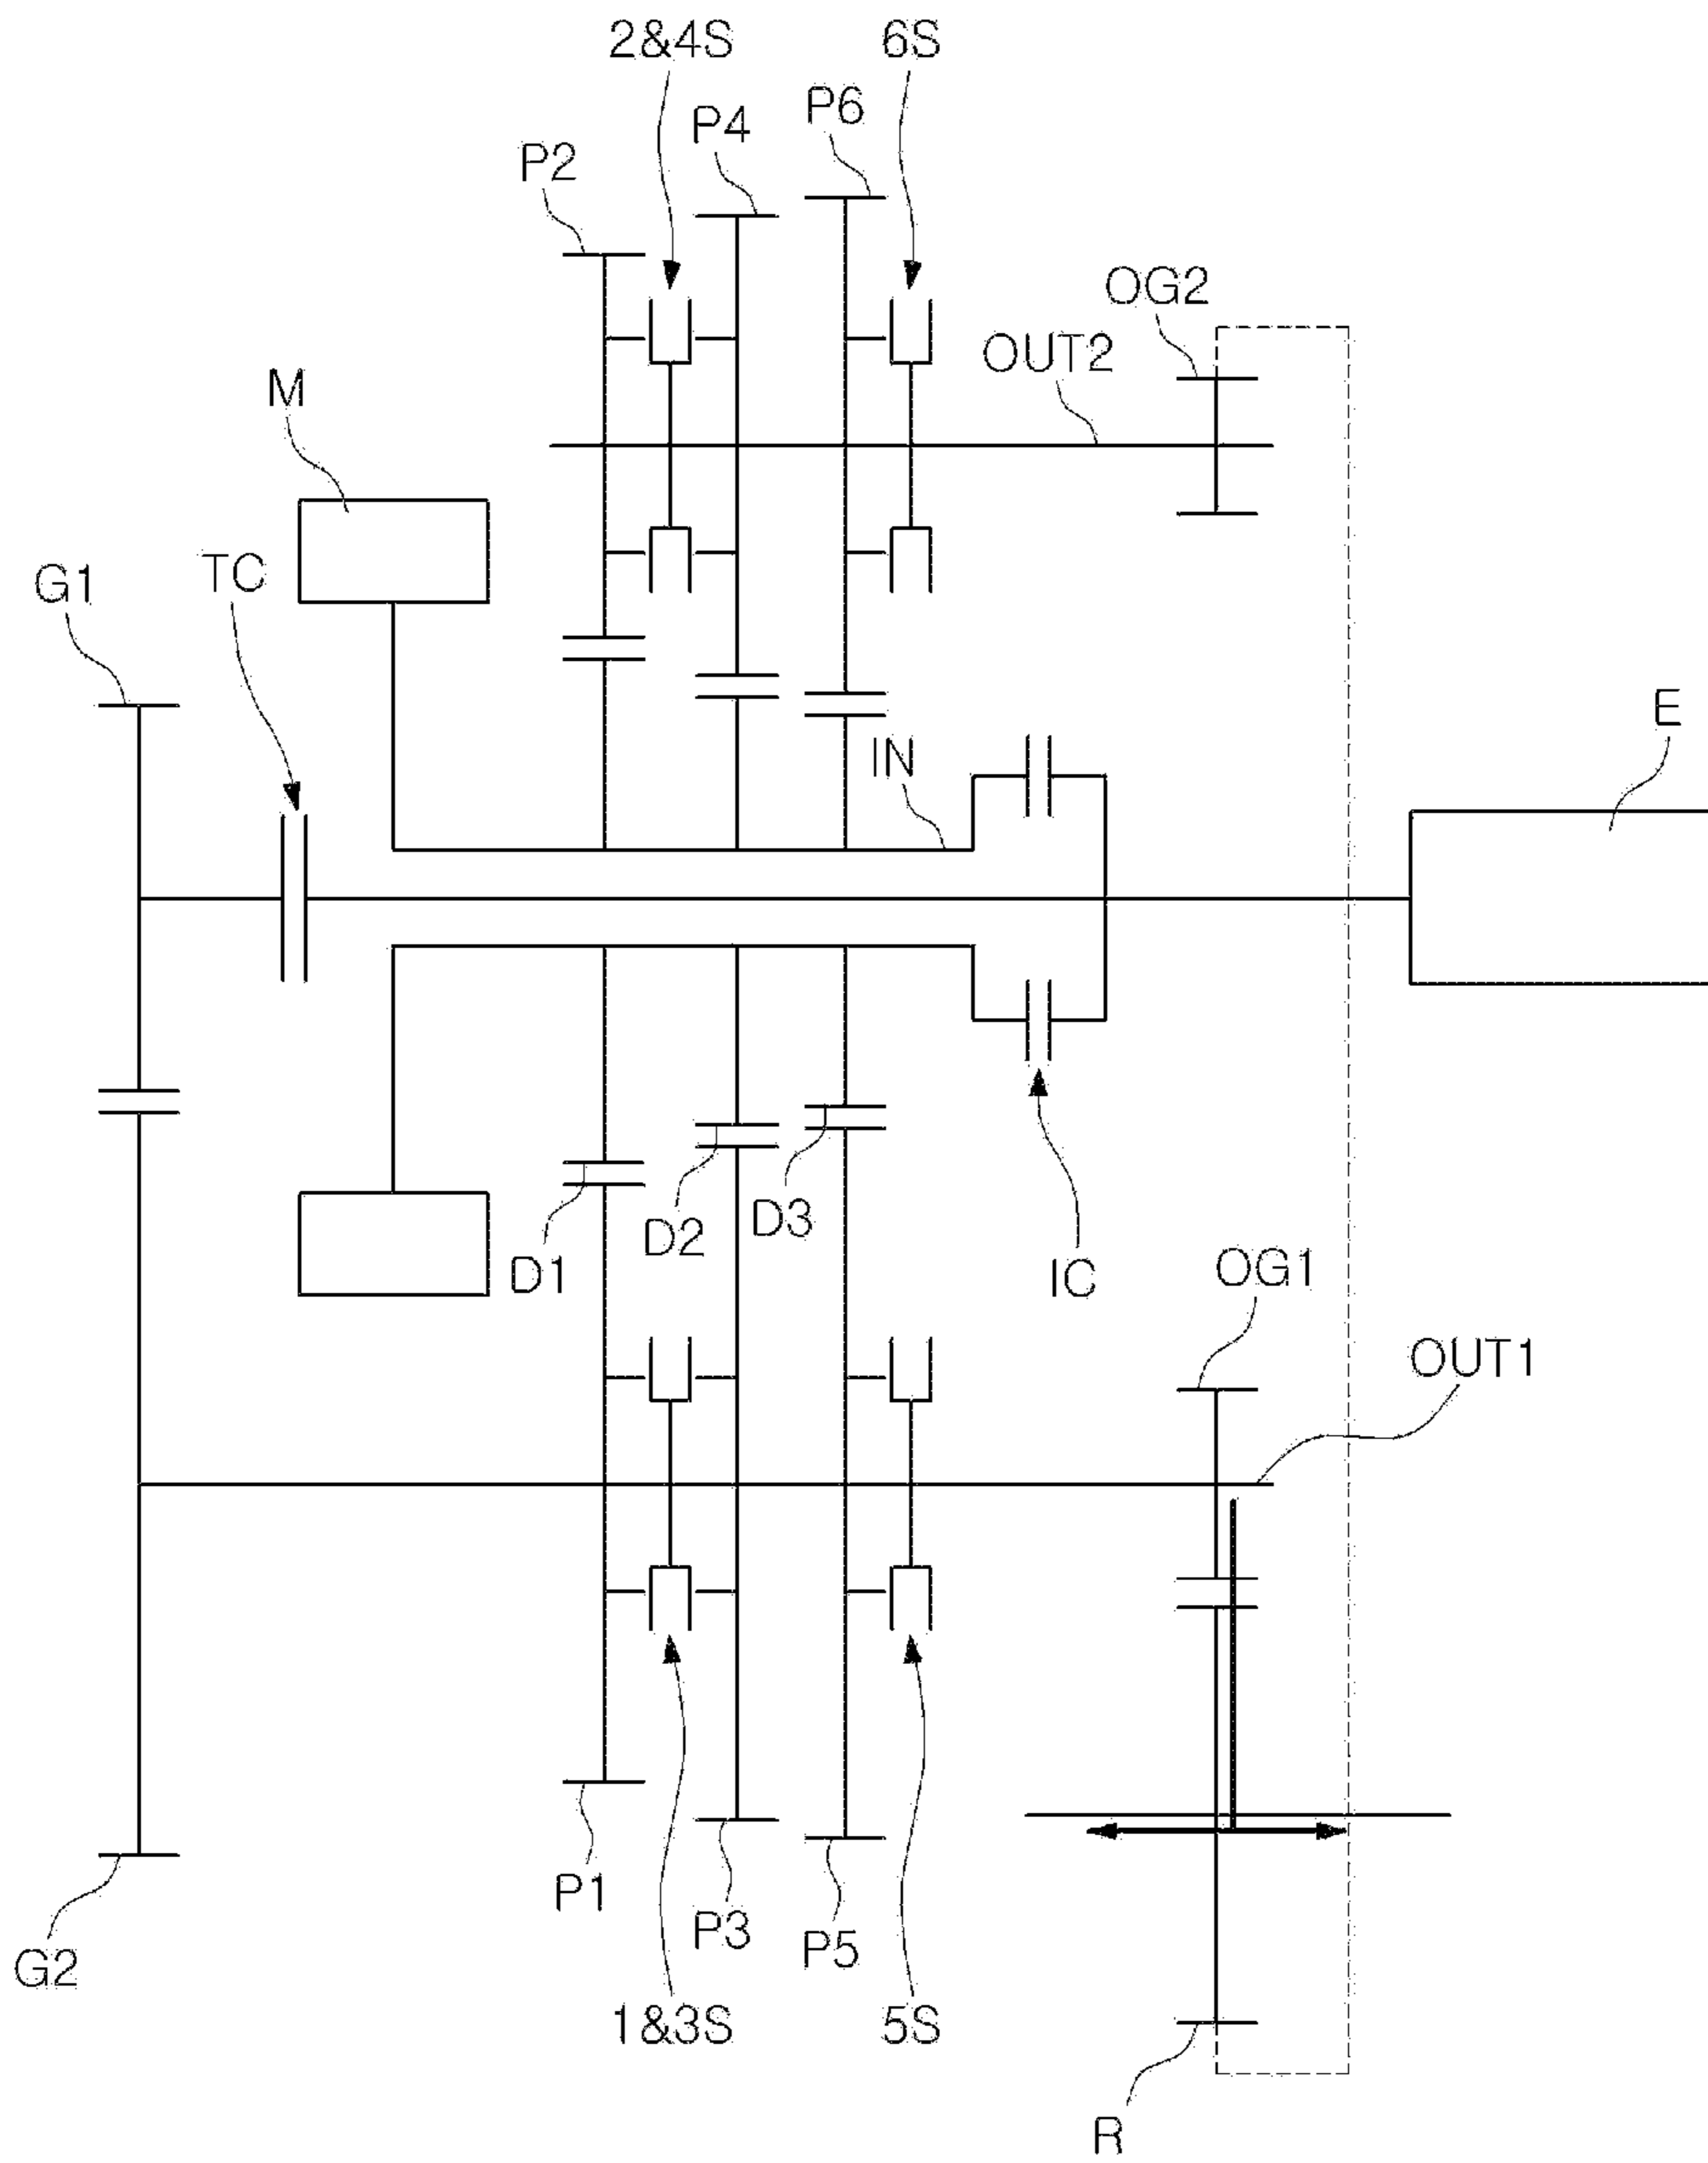 2&4S
6S
P6
P4
P2
OG2
OUT2
M
TC
G1
E
IN
D3
D2
D1
IC
OG1
OUT1
P1
P3
P5
G2
1&3S
5S
R